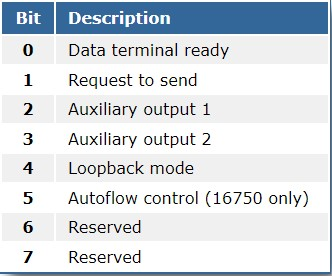 Bit Description
0 Data terminal ready
1 Request to send
2 Auxiliary output 1
3 Auxiliary output 2
4 Loopback mode
5 Autoflow control (16750 only)
6 Reserved
7 Reserved